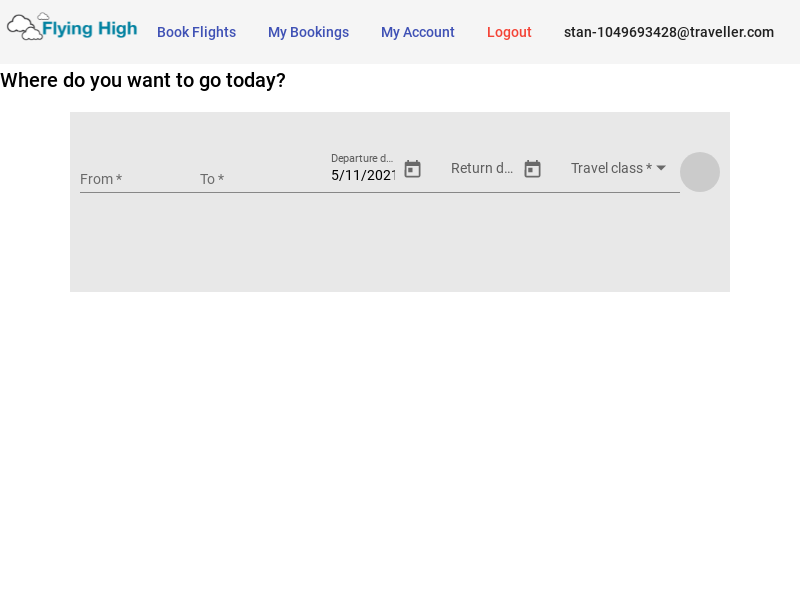 Flying High
Book Flights
My Bookings
My Account
Logout
stan-1049693428@traveller.com
Where do you want to go today?
From *
To *
Departure d...
5/11/2021
Return d...
Travel class *